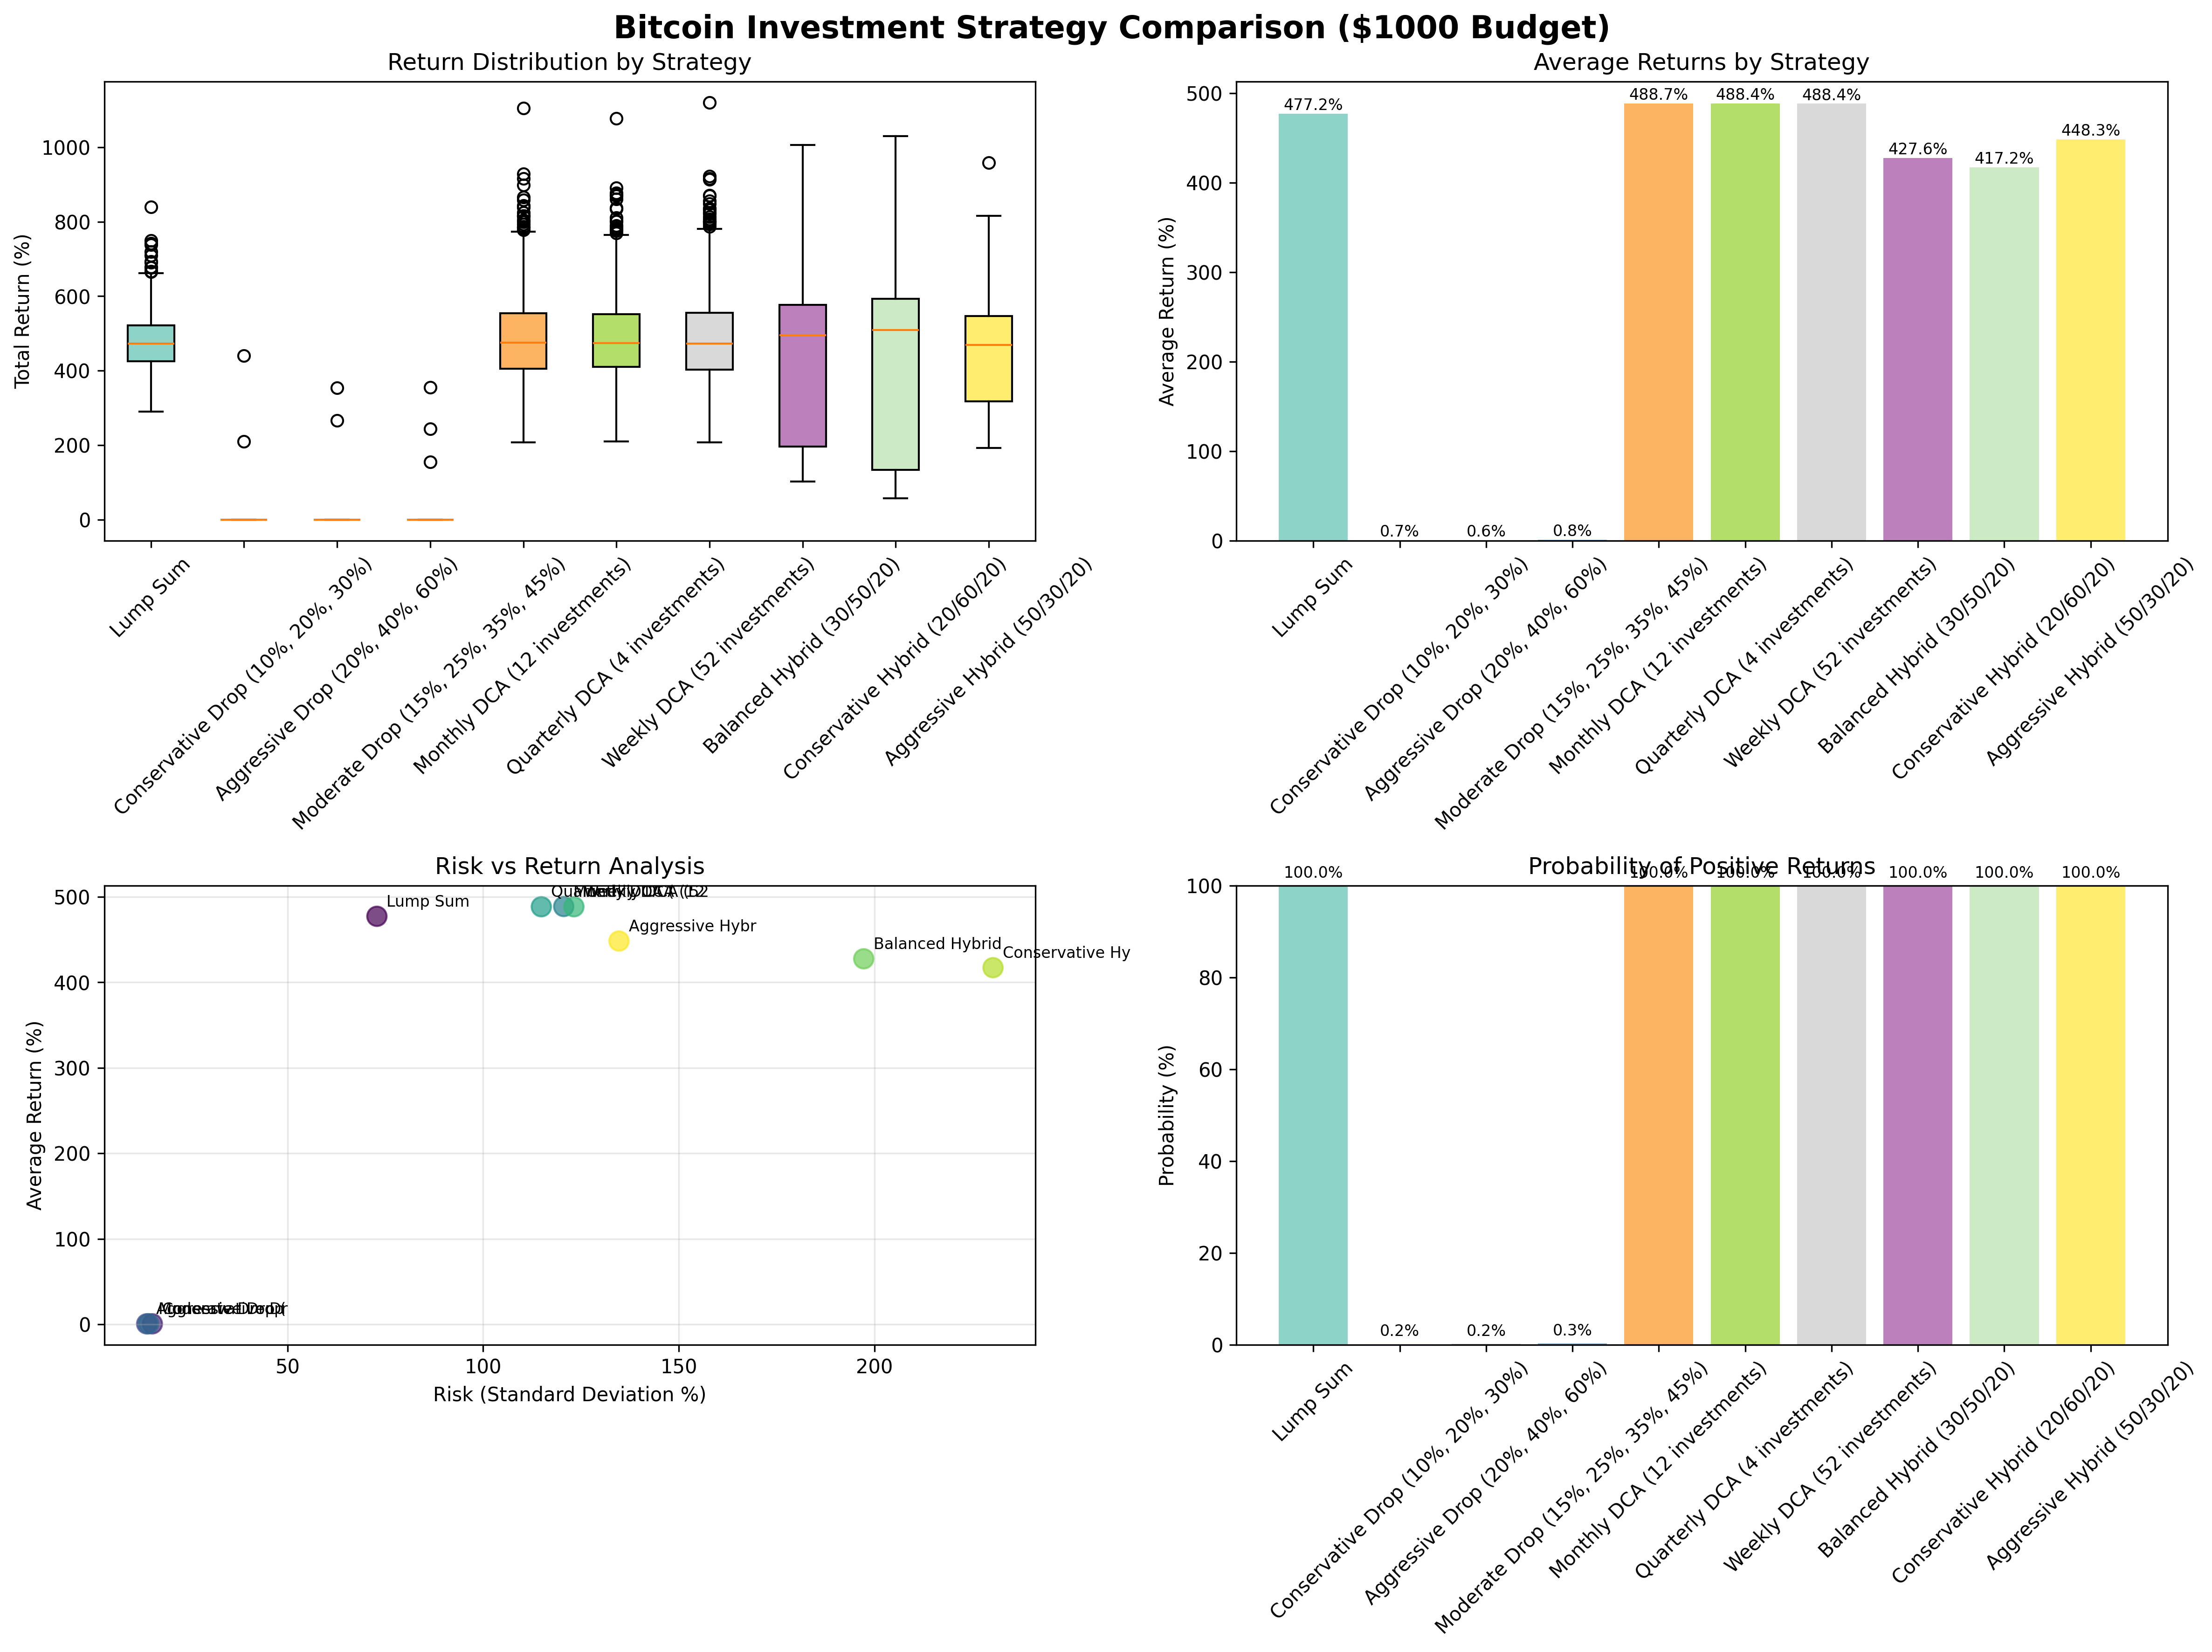 Bitcoin Investment Strategy Comparison ($1000 Budget)
Return Distribution by Strategy
Total Return (%)
1000
800
600
400
200
0
Lump Sum
Conservative Drop (10%, 20%, 30%)
Aggressive Drop (20%, 40%, 60%)
Moderate Drop (15%, 25%, 35%, 45%)
Monthly DCA (12 investments)
Quarterly DCA (4 investments)
Weekly DCA (52 investments)
Balanced Hybrid (30/50/20)
Conservative Hybrid (20/60/20)
Aggressive Hybrid (50/30/20)
Average Returns by Strategy
Average Return (%)
500
400
300
200
100
0
477.2%
0.7%
0.6%
0.8%
488.7%
488.4%
488.4%
427.6%
417.2%
448.3%
Lump Sum
Conservative Drop (10%, 20%, 30%)
Aggressive Drop (20%, 40%, 60%)
Moderate Drop (15%, 25%, 35%, 45%)
Monthly DCA (12 investments)
Quarterly DCA (4 investments)
Weekly DCA (52 investments)
Balanced Hybrid (30/50/20)
Conservative Hybrid (20/60/20)
Aggressive Hybrid (50/30/20)
Risk vs Return Analysis
Average Return (%)
500
400
300
200
100
0
Lump Sum
Aggressive Hybr
Balanced Hybrid
Conservative Hy
50
100
150
200
Risk (Standard Deviation %)
Probability of Positive Returns
Probability (%)
100
80
60
40
20
0
100.0%
0.2%
0.2%
0.3%
100.0%
100.0%
100.0%
100.0%
100.0%
100.0%
Lump Sum
Conservative Drop (10%, 20%, 30%)
Aggressive Drop (20%, 40%, 60%)
Moderate Drop (15%, 25%, 35%, 45%)
Monthly DCA (12 investments)
Quarterly DCA (4 investments)
Weekly DCA (52 investments)
Balanced Hybrid (30/50/20)
Conservative Hybrid (20/60/20)
Aggressive Hybrid (50/30/20)